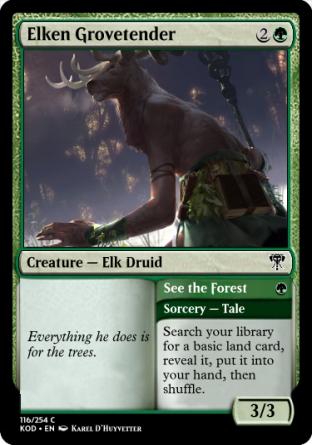 Elken Grovetender 2
Creature — Elk Druid
Everything he does is
for the trees.
See the Forest
Sorcery — Tale
Search your library
for a basic land card,
reveal it, put it into
your hand, then
shuffle.
3/3
116/254 C
KOD • EN Karel D'Huyvetter